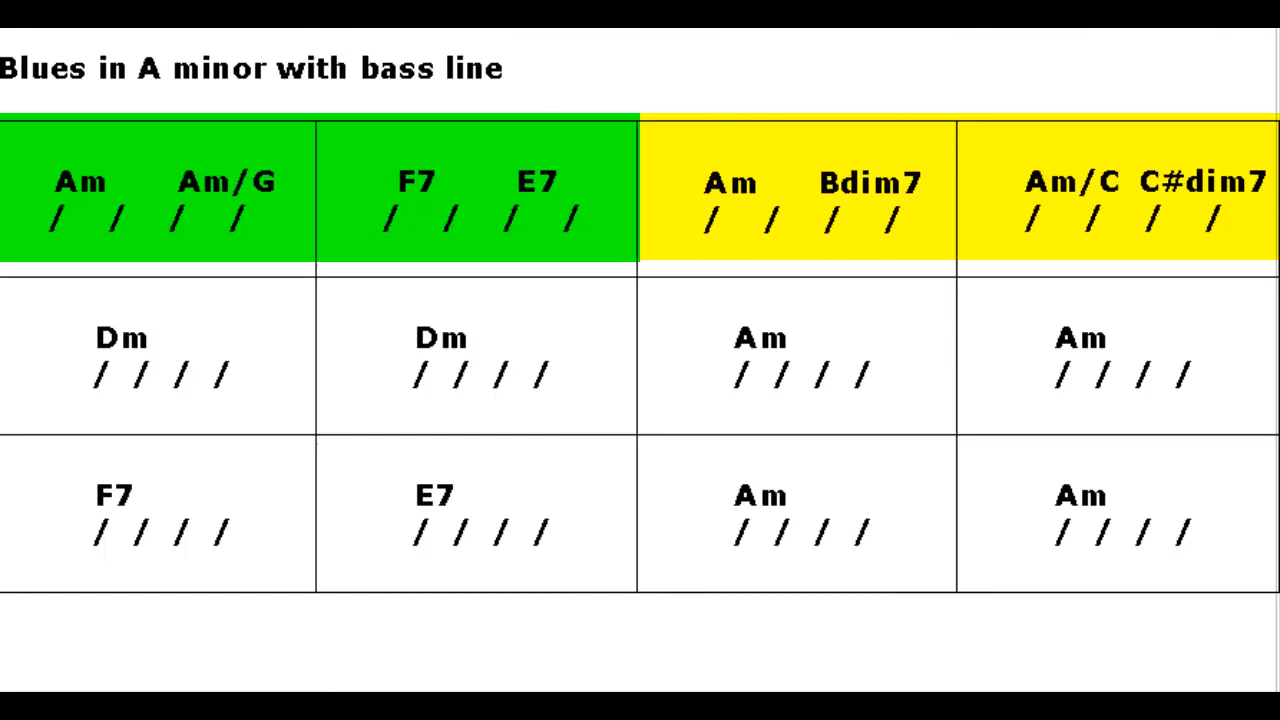 Blues in A minor with bass line
Am Am/G F7 E7 Am Bdim7 Am/C C#dim7
/ / / / / / / / / / / / / / / /
Dm Dm Am Am
/ / / / / / / / / / / / / / / /
F7 E7 Am Am
/ / / / / / / / / / / / / / / /